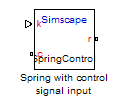 Simscape
k
r
c
SpringContro
Spring with control
signal input